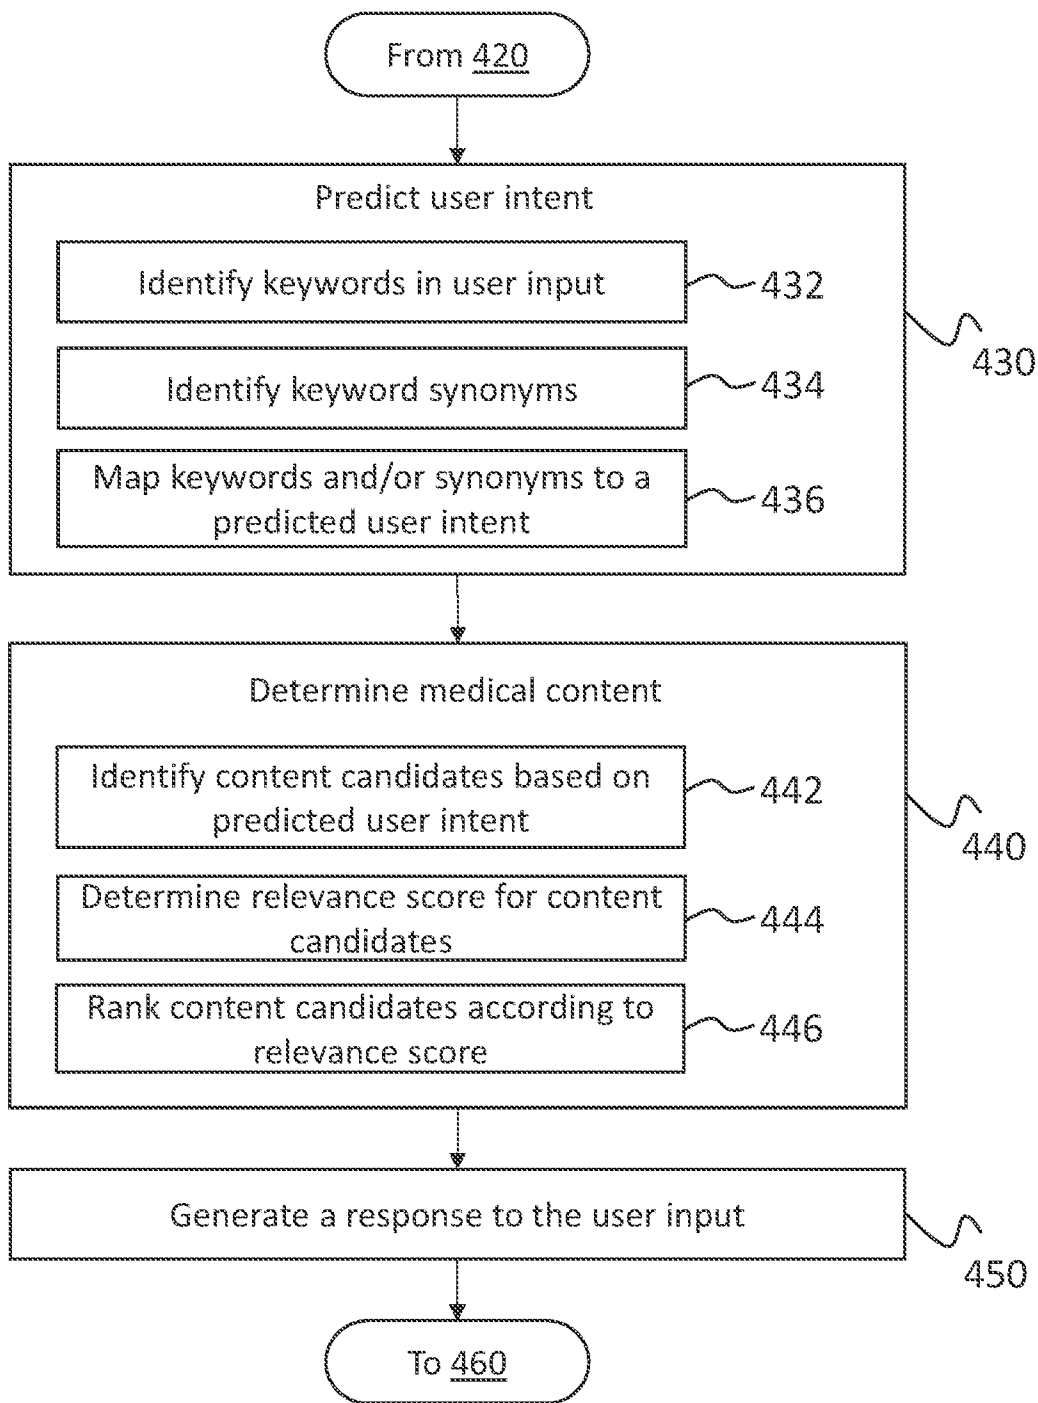 From 420
Predict user intent
Identify keywords in user input
432
430
Identify keyword synonyms
434
Map keywords and/or synonyms to a
predicted user intent
436
Determine medical content
Identify content candidates based on
predicted user intent
442
440
Determine relevance score for content
candidates
444
Rank content candidates according to
relevance score
446
Generate a response to the user input
450
To 460